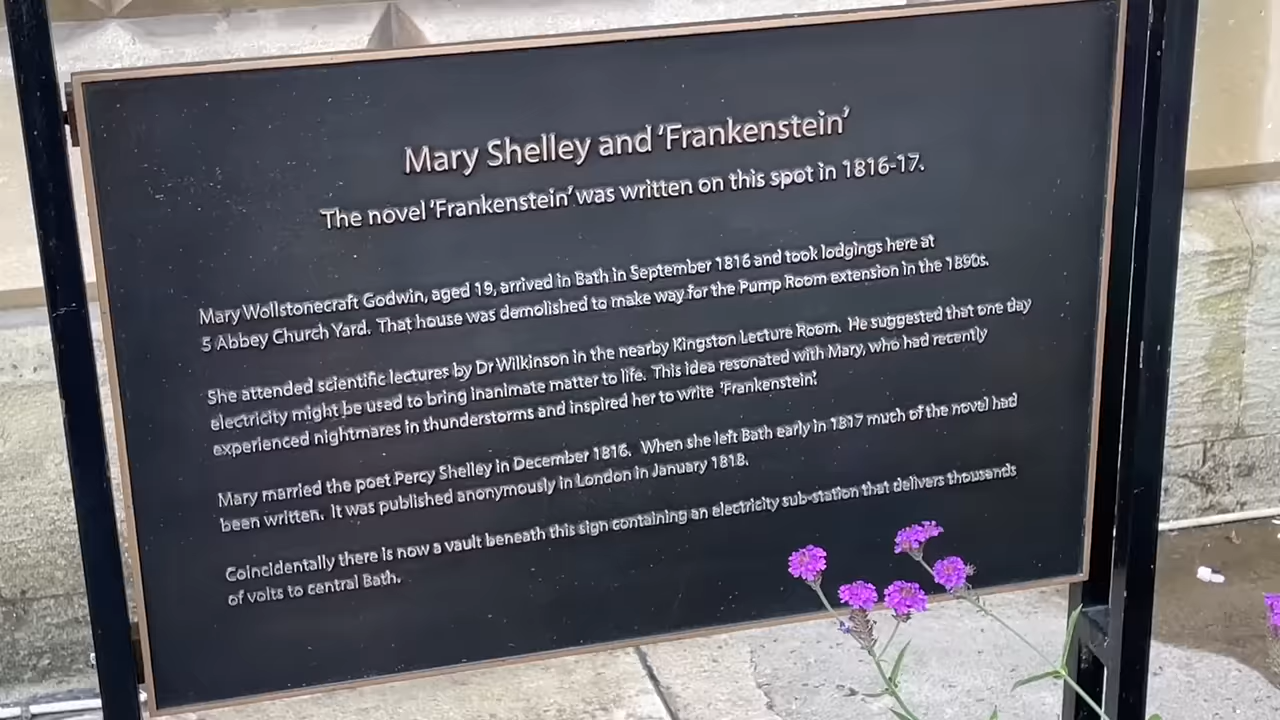 Mary Shelley and 'Frankenstein'
The novel 'Frankenstein' was written on this spot in 1816-17.
Mary Wollstonecraft Godwin, aged 19, arrived in Bath in September 1816 and took lodgings here at
5 Abbey Church Yard. That house was demolished to make way for the Pump Room extension in the 1890s.
She attended scientific lectures by Dr Wilkinson in the nearby Kingston Lecture Room. He suggested that one day
electricity might be used to bring inanimate matter to life. This idea resonated with Mary, who had recently
experienced nightmares in thunderstorms and inspired her to write 'Frankenstein'.
Mary married the poet Percy Shelley in December 1816. When she left Bath early in 1817 much of the novel had
been written. It was published anonymously in London in January 1818.
Coincidentally there is now a vault beneath this sign containing an electricity sub-station that delivers thousands
of volts to central Bath.